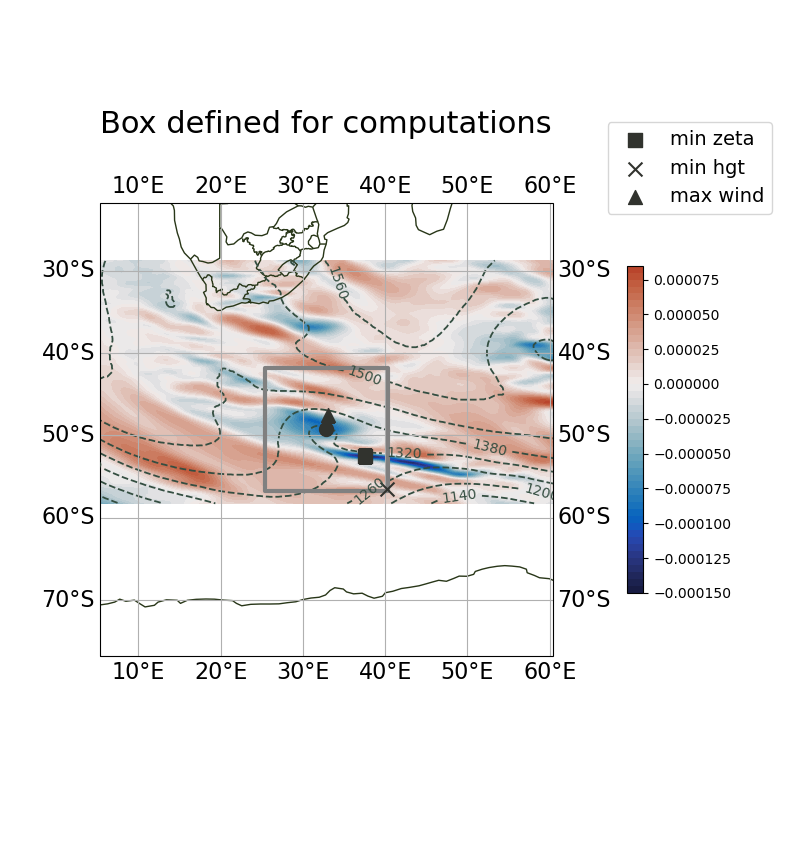 Box defined for computations
min zeta
min hgt
max wind
10°E 20°E 30°E 40°E 50°E 60°E
30°S 30°S
40°S 40°S
50°S 50°S
60°S 60°S
70°S 70°S
10°E 20°E 30°E 40°E 50°E 60°E
1560
1500
1380
1320
1260
1140
1200
0.000075
0.000050
0.000025
0.000000
−0.000025
−0.000050
−0.000075
−0.000100
−0.000125
−0.000150